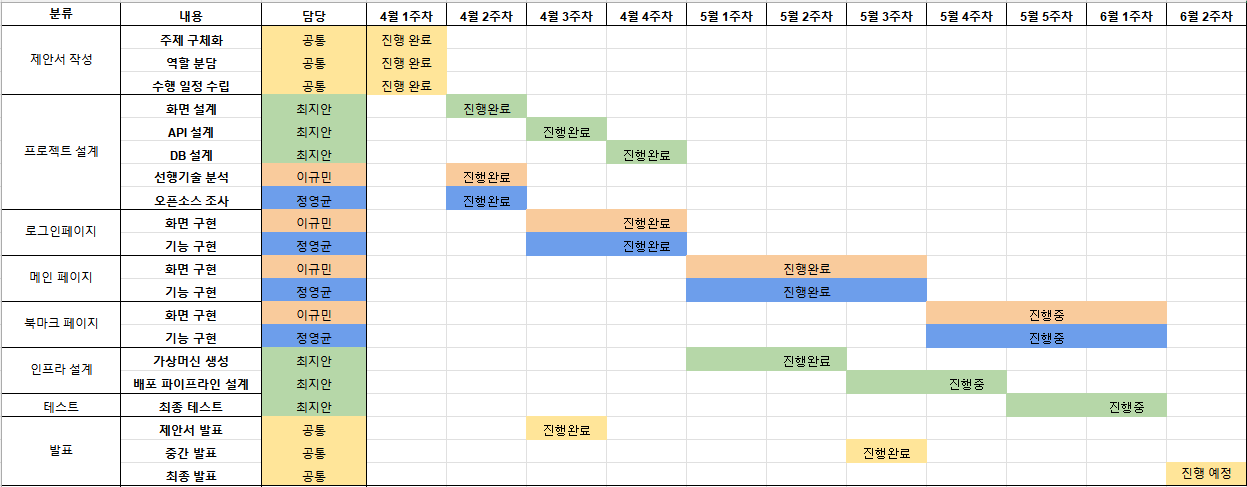 분류 내용 담당 4월 1주차 4월 2주차 4월 3주차 4월 4주차 5월 1주차 5월 2주차 5월 3주차 5월 4주차 5월 5주차 6월 1주차 6월 2주차
제안서 작성 주제 구체화 공통 진행 완료
역할 분담 공통 진행 완료
수행 일정 수립 공통 진행 완료
프로젝트 설계 화면 설계 최지안 진행완료
API 설계 최지안 진행완료
DB 설계 최지안 진행완료
선행기술 분석 이규민 진행완료
오픈소스 조사 정영균 진행완료
로그인페이지 화면 구현 이규민 진행완료
기능 구현 정영균 진행완료
메인 페이지 화면 구현 이규민 진행완료
기능 구현 정영균 진행완료
북마크 페이지 화면 구현 이규민 진행중
기능 구현 정영균 진행중
인프라 설계 가상머신 생성 최지안 진행완료
배포 파이프라인 설계 최지안 진행중
테스트 최종 테스트 최지안 진행중
발표 제안서 발표 공통 진행완료
중간 발표 공통 진행완료
최종 발표 공통 진행 예정